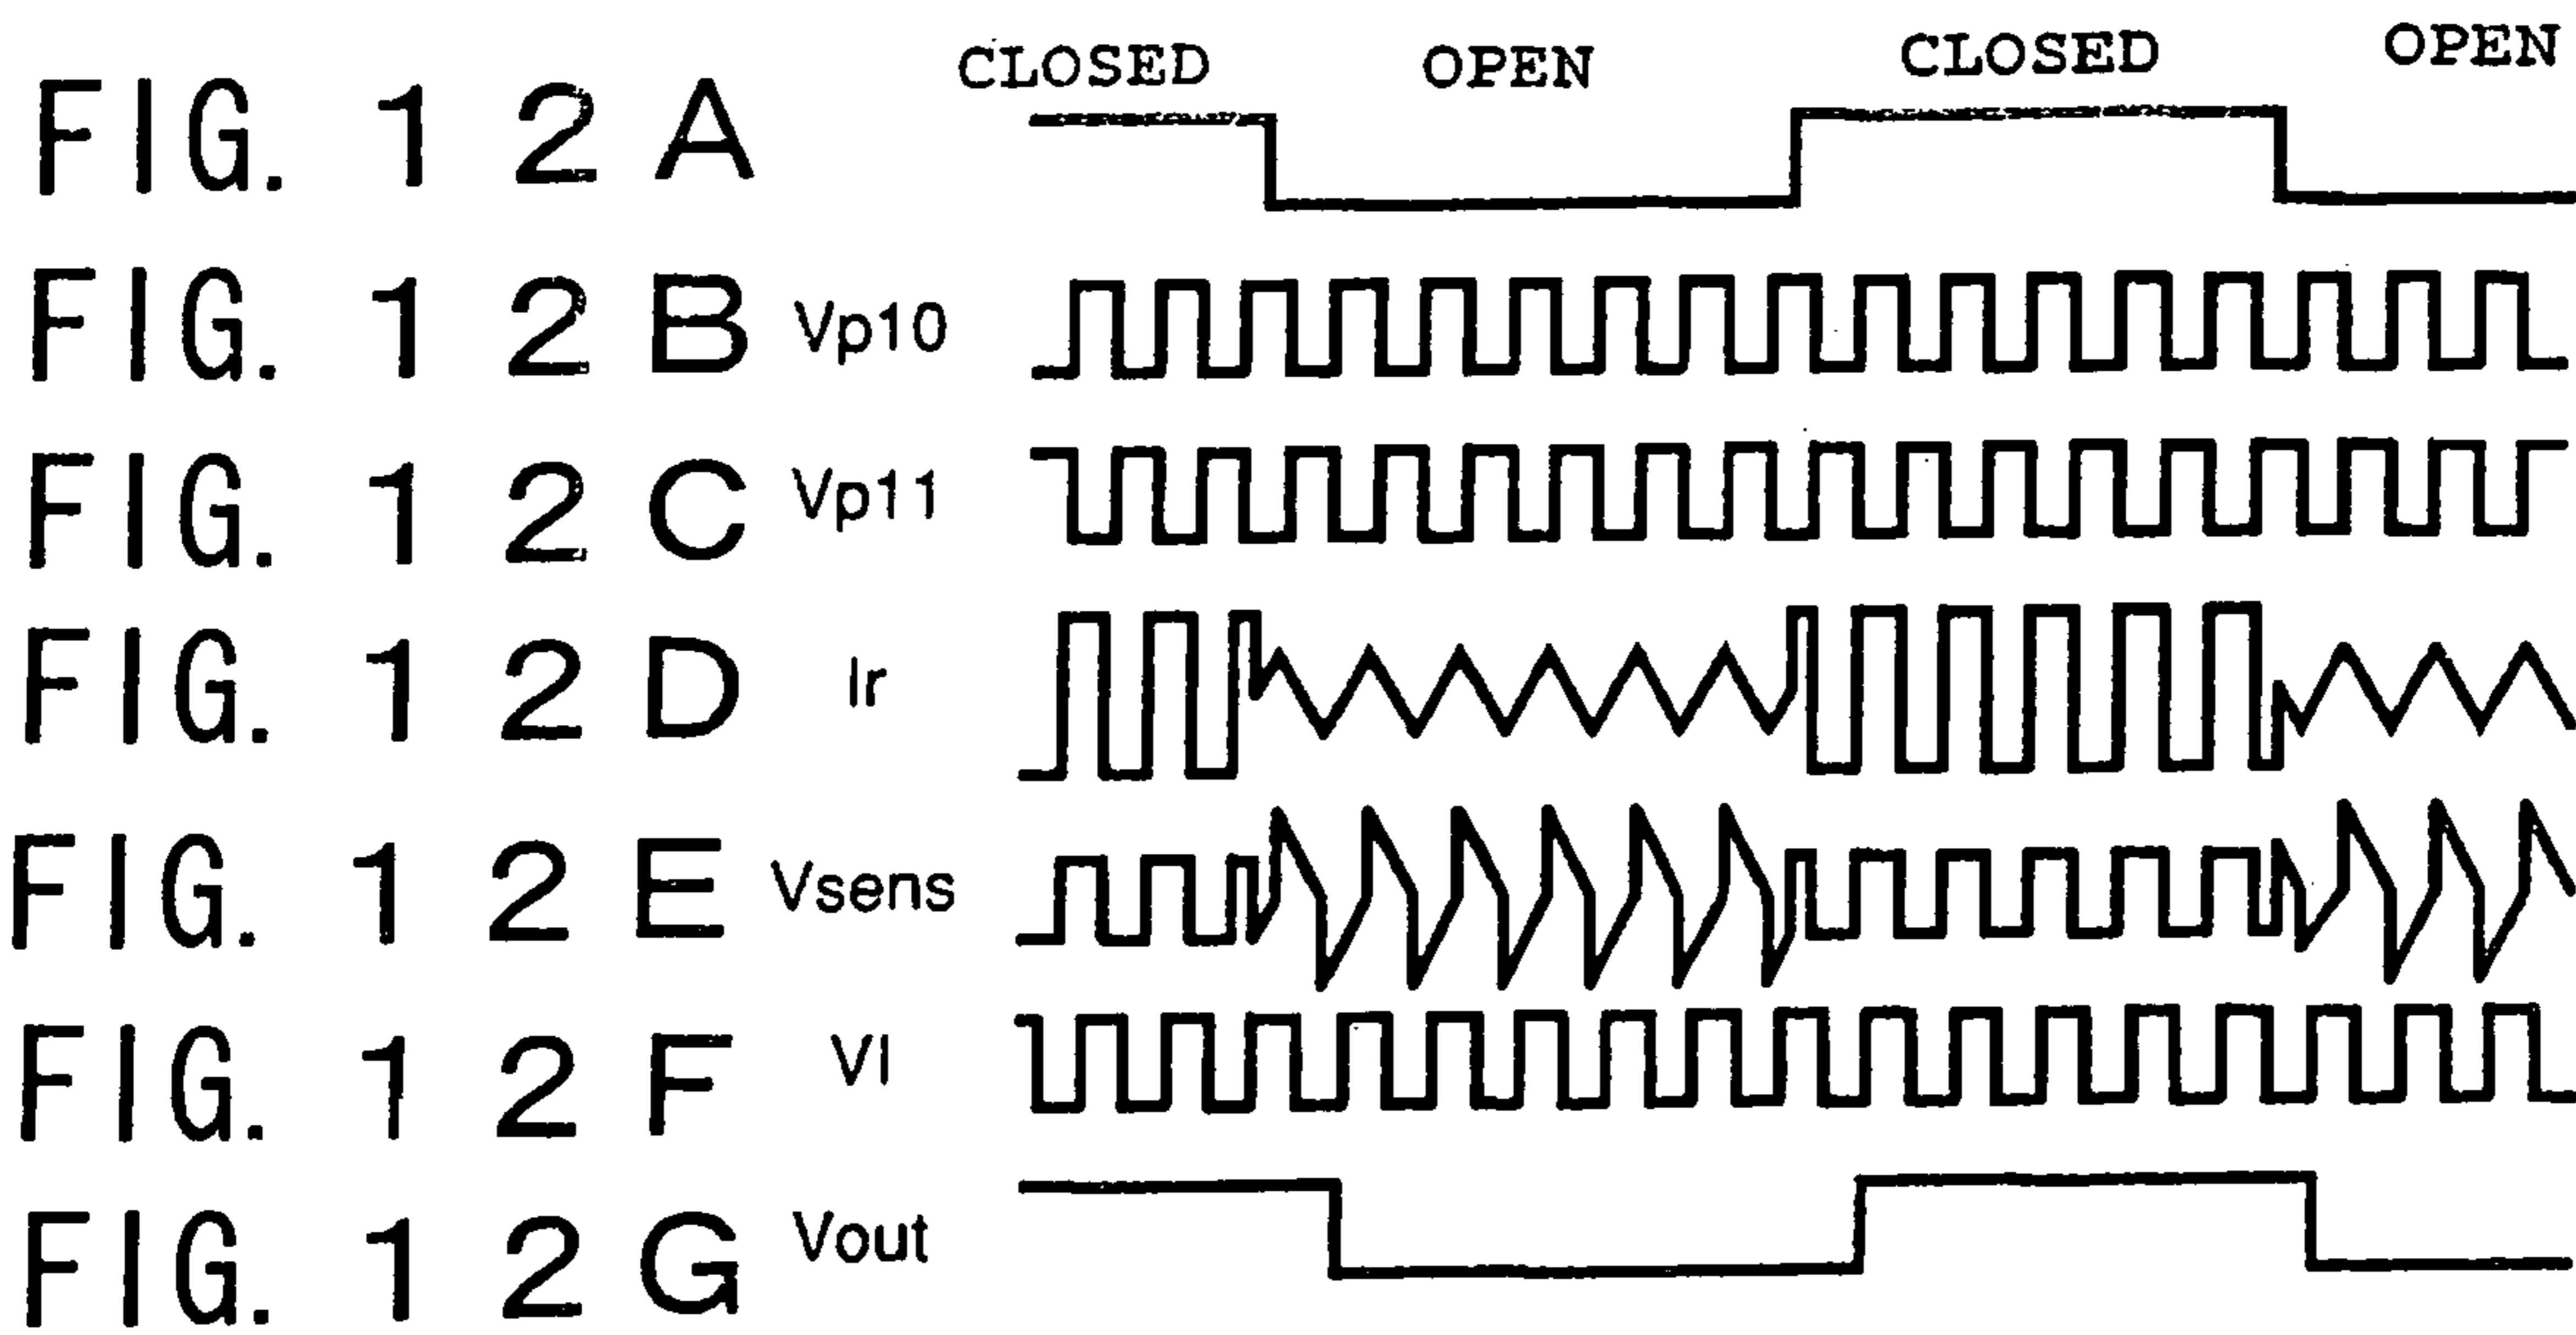 CLOSED OPEN CLOSED OPEN
FIG. 12A
FIG. 12B Vp10
FIG. 12C Vp11
FIG. 12D Ir
FIG. 12E Vsens
FIG. 12F VI
FIG. 12G Vout